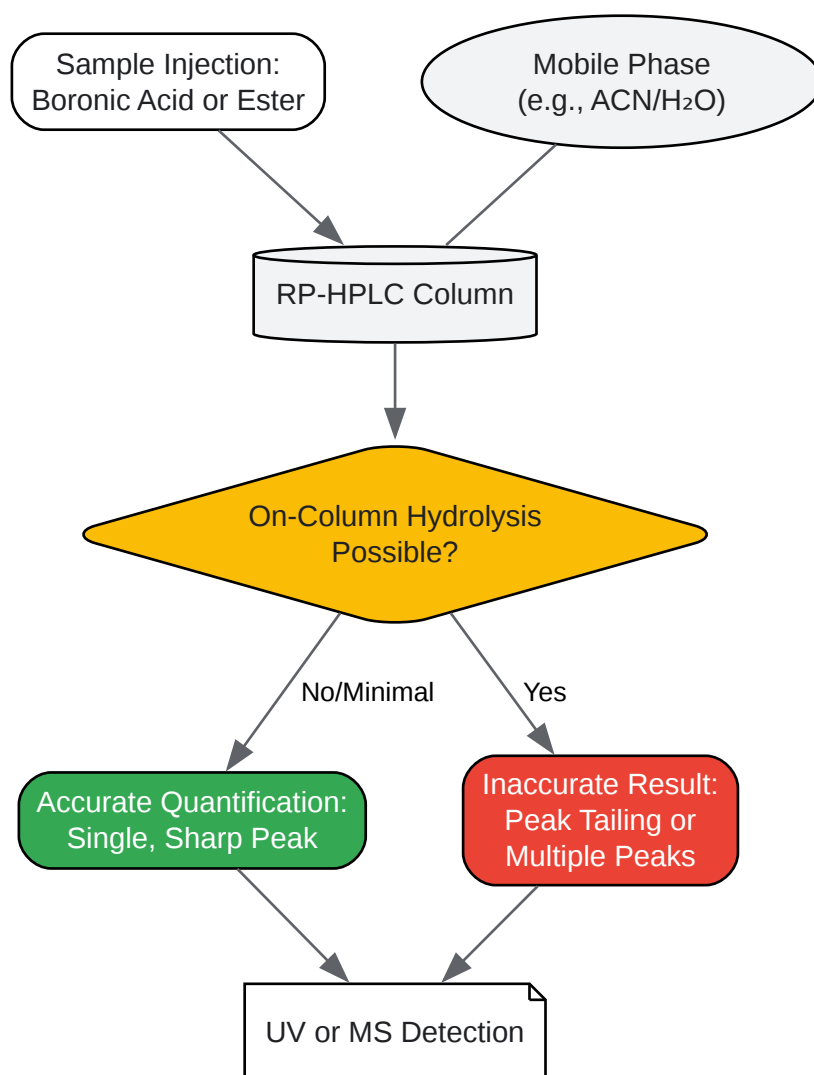 Sample Injection:
Boronic Acid or Ester
Mobile Phase
(e.g., ACN/H₂O)
RP-HPLC Column
On-Column Hydrolysis
Possible?
No/Minimal
Yes
Accurate Quantification:
Single, Sharp Peak
Inaccurate Result:
Peak Tailing or
Multiple Peaks
UV or MS Detection